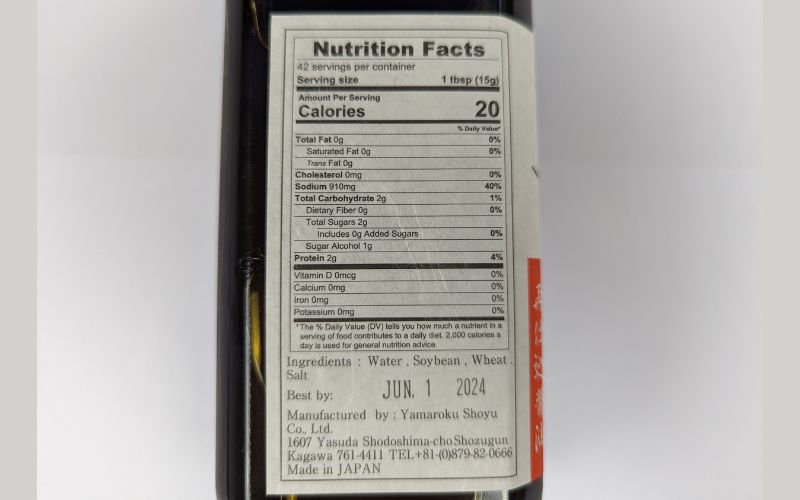 Nutrition Facts
42 servings per container
Serving size 1 tbsp (15g)
Amount Per Serving
Calories 20
% Daily Value*
Total Fat 0g 0%
Saturated Fat 0g 0%
Trans Fat 0g
Cholesterol 0mg 0%
Sodium 910mg 40%
Total Carbohydrate 2g 1%
Dietary Fiber 0g 0%
Total Sugars 2g
Includes 0g Added Sugars 0%
Sugar Alcohol 1g
Protein 2g 4%
Vitamin D 0mcg 0%
Calcium 0mg 0%
Iron 0mg 0%
Potassium 0mg 0%
*The % Daily Value (DV) tells you how much a nutrient in a
serving of food contributes to a daily diet. 2,000 calories a
day is used for general nutrition advice.
Ingredients : Water , Soybean , Wheat ,
Salt
Best by: JUN. 1 2024
Manufactured by : Yamaroku Shoyu
Co., Ltd.
1607 Yasuda Shodoshima-cho Shozugun
Kagawa 761-4411 TEL+81-(0)879-82-0666
Made in JAPAN